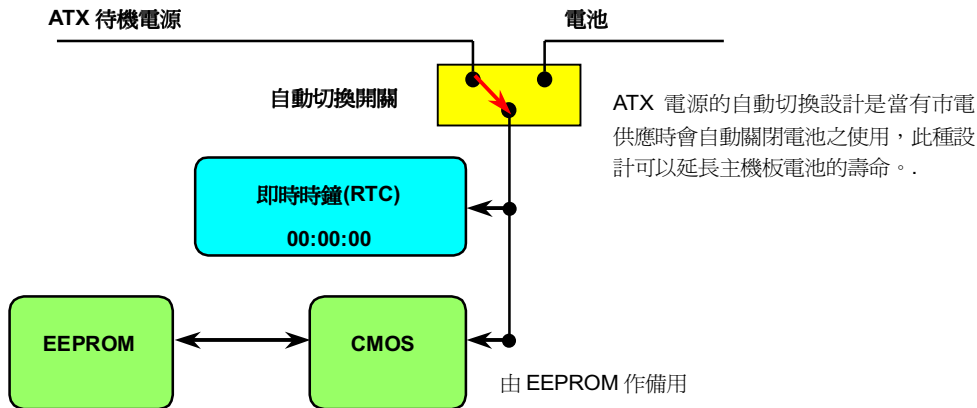 ATX 待機電源
電池
自動切換開關
ATX 電源的自動切換設計是當有市電
供應時會自動關閉電池之使用，此種設
計可以延長主機板電池的壽命。.
即時時鐘(RTC)
00:00:00
EEPROM
CMOS
由 EEPROM 作備用